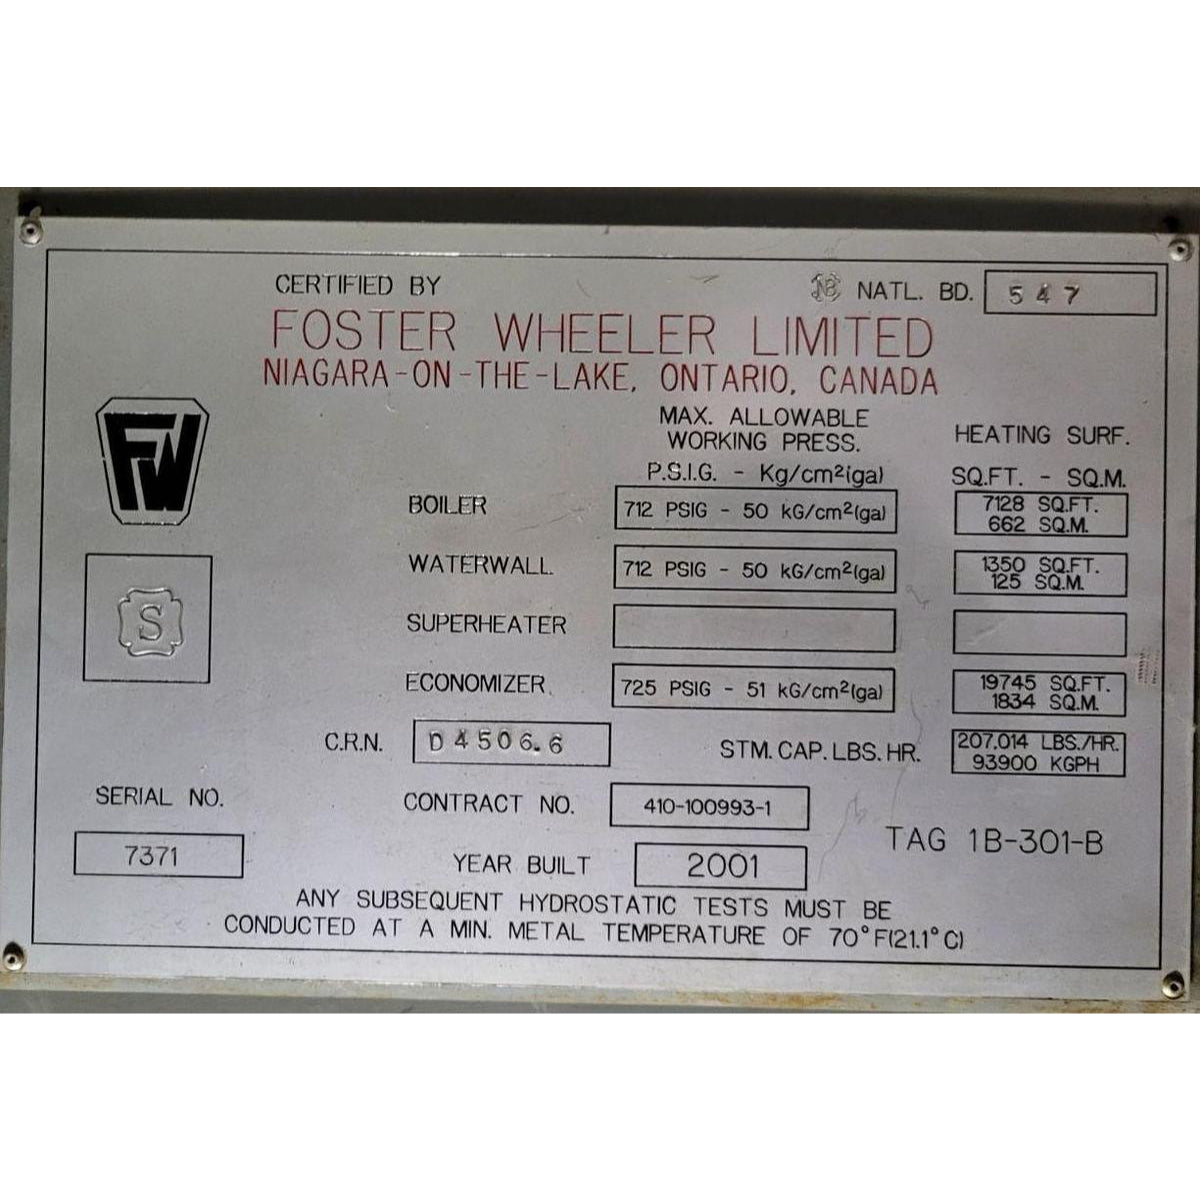 CERTIFIED BY
NB NATL. BD. 547
FOSTER WHEELER LIMITED
NIAGARA-ON-THE-LAKE, ONTARIO, CANADA
MAX. ALLOWABLE
WORKING PRESS.
HEATING SURF.
P.S.I.G. - Kg/cm²(ga)
SQ.FT. - SQ.M.
FW
BOILER 712 PSIG - 50 kG/cm²(ga) 7128 SQ.FT.
662 SQ.M.
WATERWALL 712 PSIG - 50 kG/cm²(ga) 1350 SQ.FT.
125 SQ.M.
S
SUPERHEATER
ECONOMIZER 725 PSIG - 51 kG/cm²(ga) 19745 SQ.FT.
1834 SQ.M.
C.R.N. D4506.6 STM. CAP. LBS. HR. 207.014 LBS./HR.
93900 KGPH
SERIAL NO. CONTRACT NO. 410-100993-1
TAG 1B-301-B
7371 YEAR BUILT 2001
ANY SUBSEQUENT HYDROSTATIC TESTS MUST BE
CONDUCTED AT A MIN. METAL TEMPERATURE OF 70°F(21.1°C)